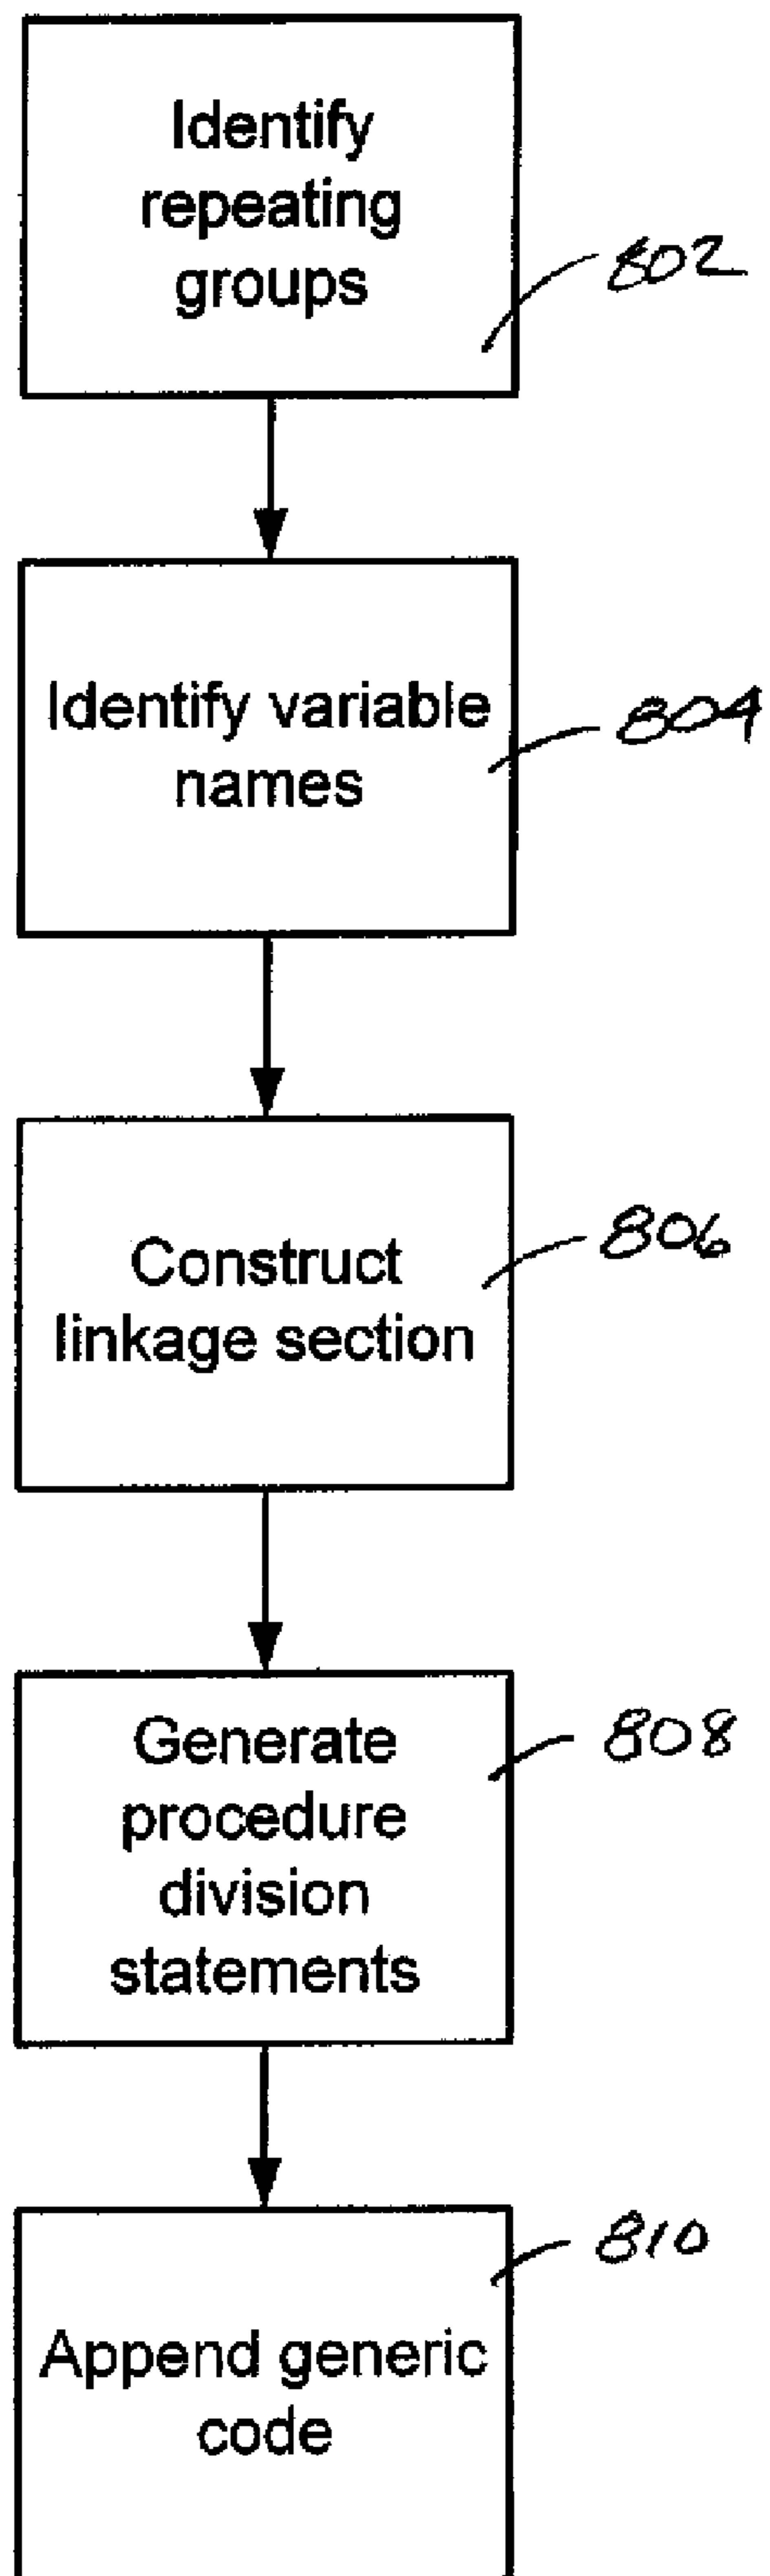 Identify
repeating
groups
802
Identify variable
names
804
Construct
linkage section
806
Generate
procedure
division
statements
808
Append generic
code
810